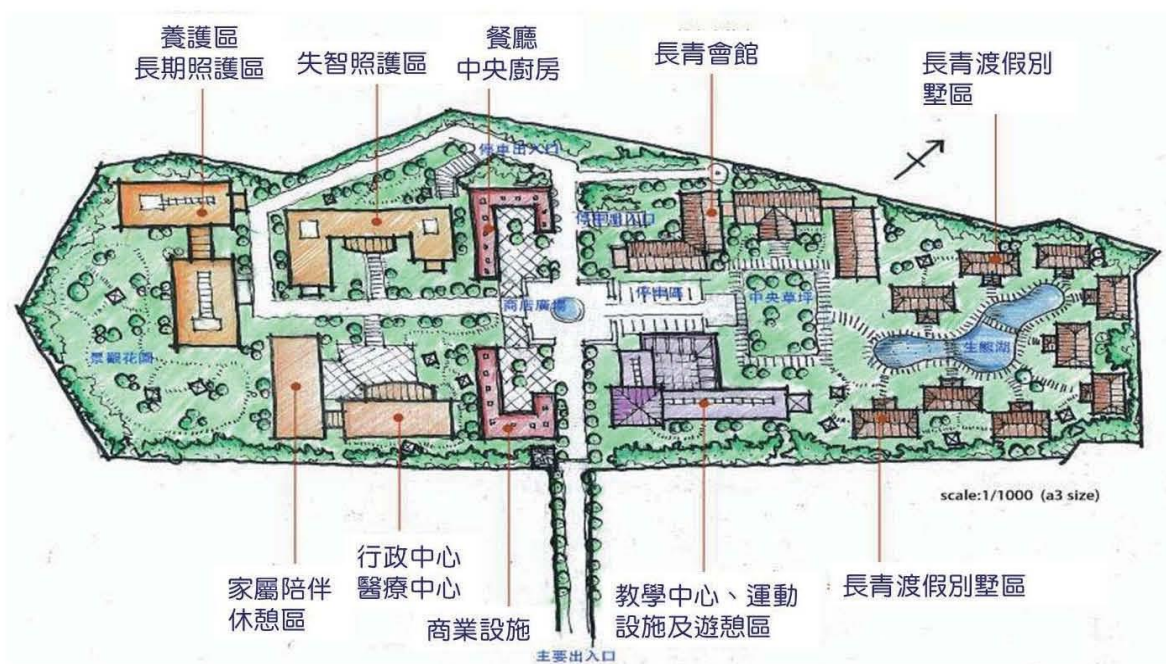 養護區
長期照護區
失智照護區
餐廳
中央廚房
長青會館
長青渡假別
墅區
停車出入口
停車出入口
商店廣場
停車區
中央草坪
生態湖
景觀花園
scale:1/1000 (a3 size)
家屬陪伴
休憩區
行政中心
醫療中心
商業設施
教學中心、運動
設施及遊憩區
長青渡假別墅區
主要出入口